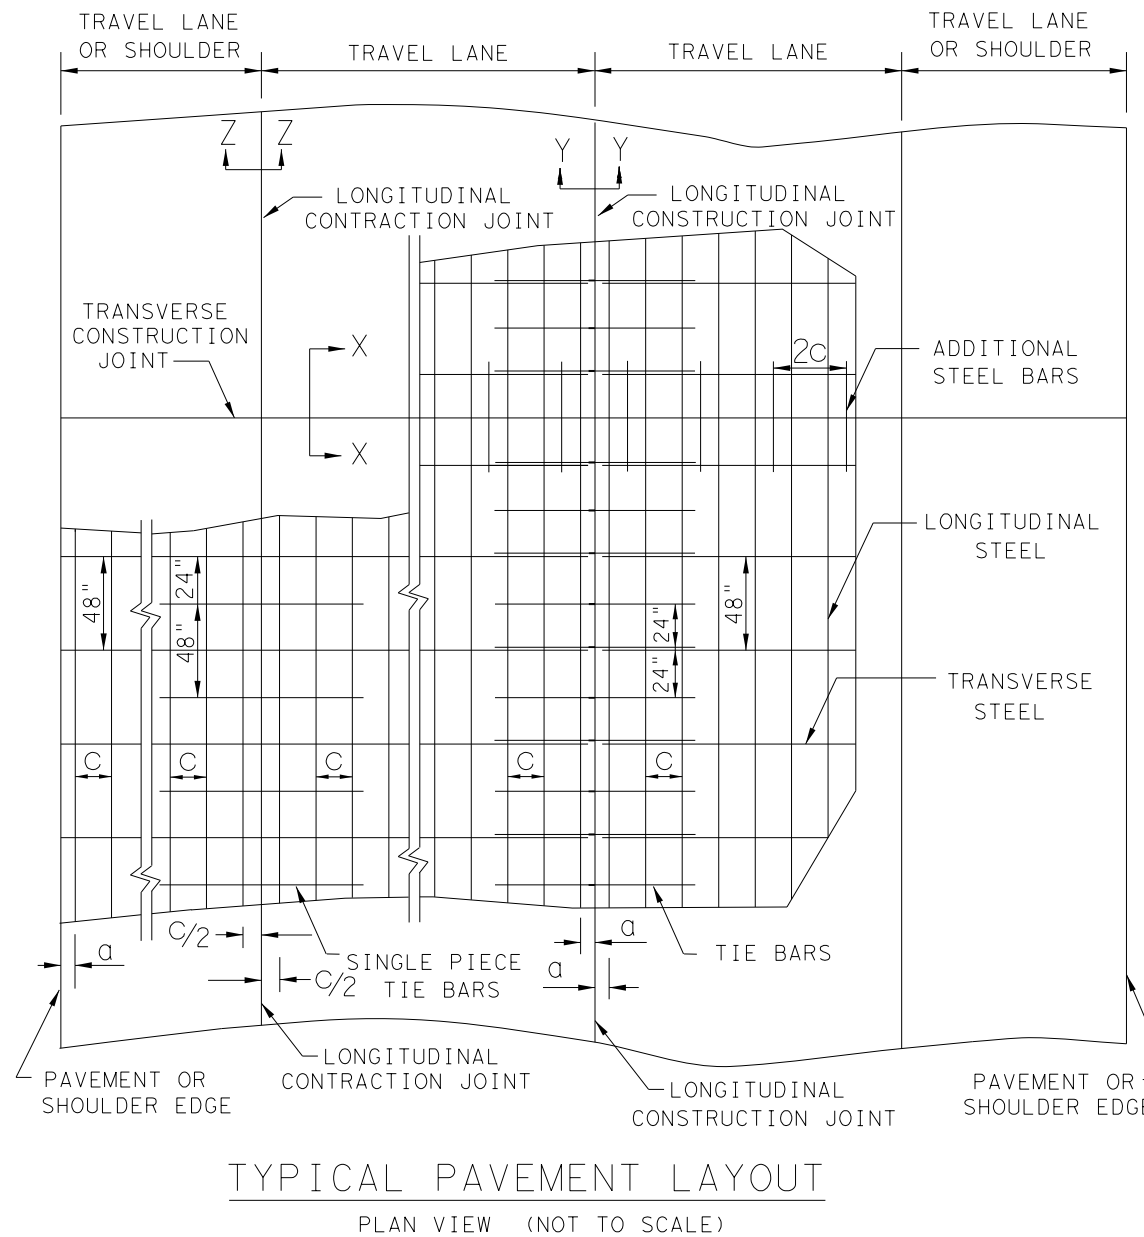 TRAVEL LANE
OR SHOULDER
TRAVEL LANE
TRAVEL LANE
TRAVEL LANE
OR SHOULDER
Z Z
Y Y
LONGITUDINAL
CONTRACTION JOINT
LONGITUDINAL
CONSTRUCTION JOINT
TRANSVERSE
CONSTRUCTION
JOINT
X
X
2C
ADDITIONAL
STEEL BARS
LONGITUDINAL
STEEL
48"
24"
48"
24"
24"
48"
TRANSVERSE
STEEL
C
C
C
C
C
C/2
C/2
a
a
a
SINGLE PIECE
TIE BARS
TIE BARS
LONGITUDINAL
CONTRACTION JOINT
LONGITUDINAL
CONSTRUCTION JOINT
PAVEMENT OR
SHOULDER EDGE
PAVEMENT OR
SHOULDER EDGE
TYPICAL PAVEMENT LAYOUT
PLAN VIEW (NOT TO SCALE)